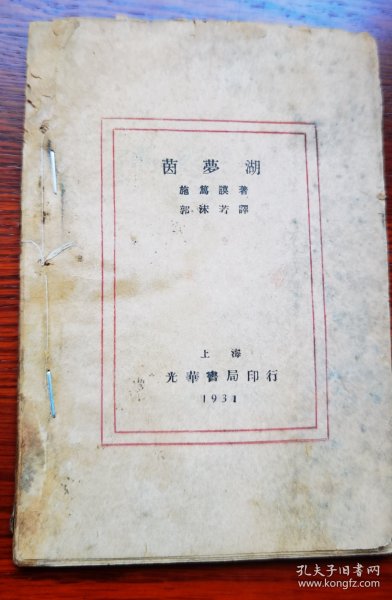 茵夢湖
施篤謨著
郭沫若譯
上海
光華書局印行
1931
孔夫子旧书网
www.kongfz.com